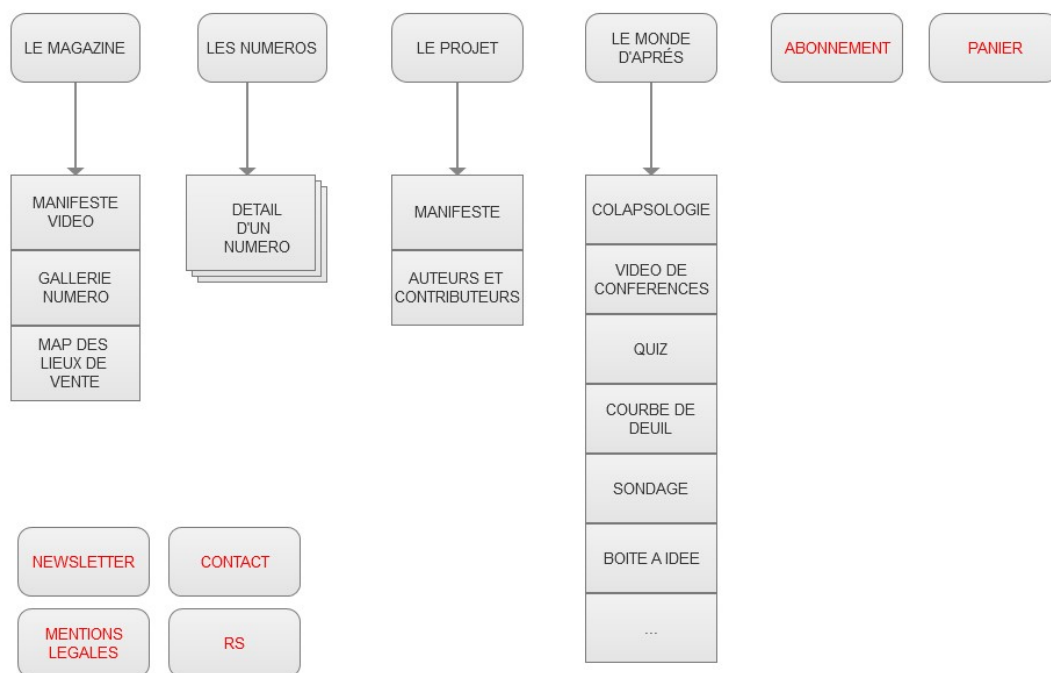 LE MAGAZINE
LES NUMEROS
LE PROJET
LE MONDE
D'APRÉS
ABONNEMENT
PANIER
MANIFESTE
VIDEO
GALLERIE
NUMERO
MAP DES
LIEUX DE
VENTE
DETAIL
D'UN
NUMERO
MANIFESTE
AUTEURS ET
CONTRIBUTEURS
COLAPSOLOGIE
VIDEO DE
CONFERENCES
QUIZ
COURBE DE
DEUIL
SONDAGE
BOITE A IDEE
...
NEWSLETTER
CONTACT
MENTIONS
LEGALES
RS